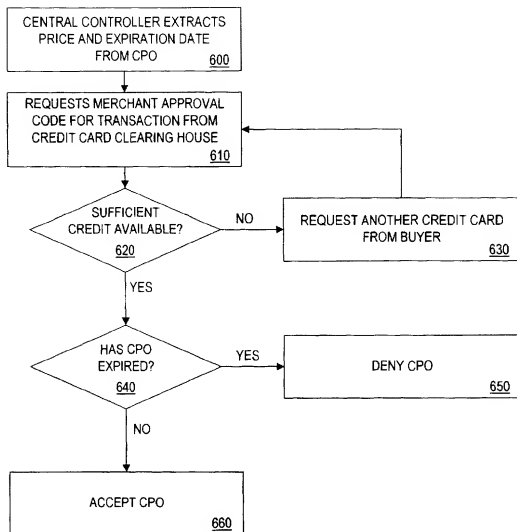 CENTRAL CONTROLLER EXTRACTS
PRICE AND EXPIRATION DATE
FROM CPO
600
REQUESTS MERCHANT APPROVAL
CODE FOR TRANSACTION FROM
CREDIT CARD CLEARING HOUSE
610
SUFFICIENT
CREDIT AVAILABLE?
620
NO
REQUEST ANOTHER CREDIT CARD
FROM BUYER
630
YES
HAS CPO
EXPIRED?
640
YES
DENY CPO
650
NO
ACCEPT CPO
660